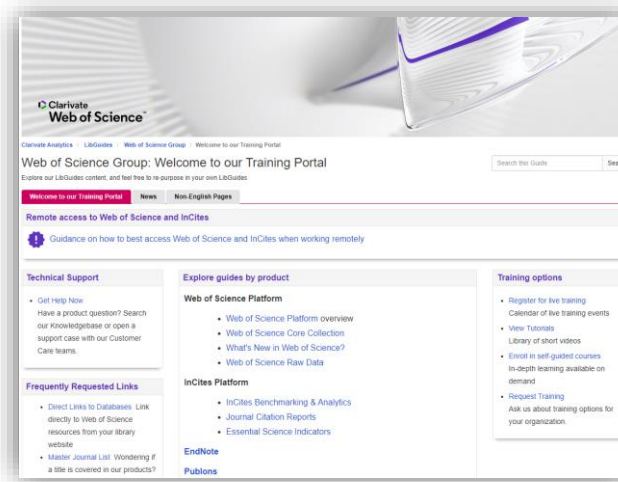 Clarivate
Web of Science™
Clarivate Analytics / LibGuides / Web of Science Group / Welcome to our Training Portal
Web of Science Group: Welcome to our Training Portal
Explore our LibGuides content, and feel free to re-purpose in your own LibGuides
Search this Guide
Sea
Welcome to our Training Portal
News
Non-English Pages
Remote access to Web of Science and InCites
Guidance on how to best access Web of Science and InCites when working remotely
Technical Support
• Get Help Now
Have a product question? Search
our Knowledgebase or open a
support case with our Customer
Care teams.
Frequently Requested Links
• Direct Links to Databases Link
directly to Web of Science
resources from your library
website
• Master Journal List Wondering if
a title is covered in our products?
Explore guides by product
Web of Science Platform
• Web of Science Platform overview
• Web of Science Core Collection
• What's New in Web of Science?
• Web of Science Raw Data
InCites Platform
• InCites Benchmarking & Analytics
• Journal Citation Reports
• Essential Science Indicators
EndNote
Publons
Training options
• Register for live training
Calendar of live training events
• View Tutorials
Library of short videos
• Enroll in self-guided courses
In-depth learning available on
demand
• Request Training
Ask us about training options for
your organization.